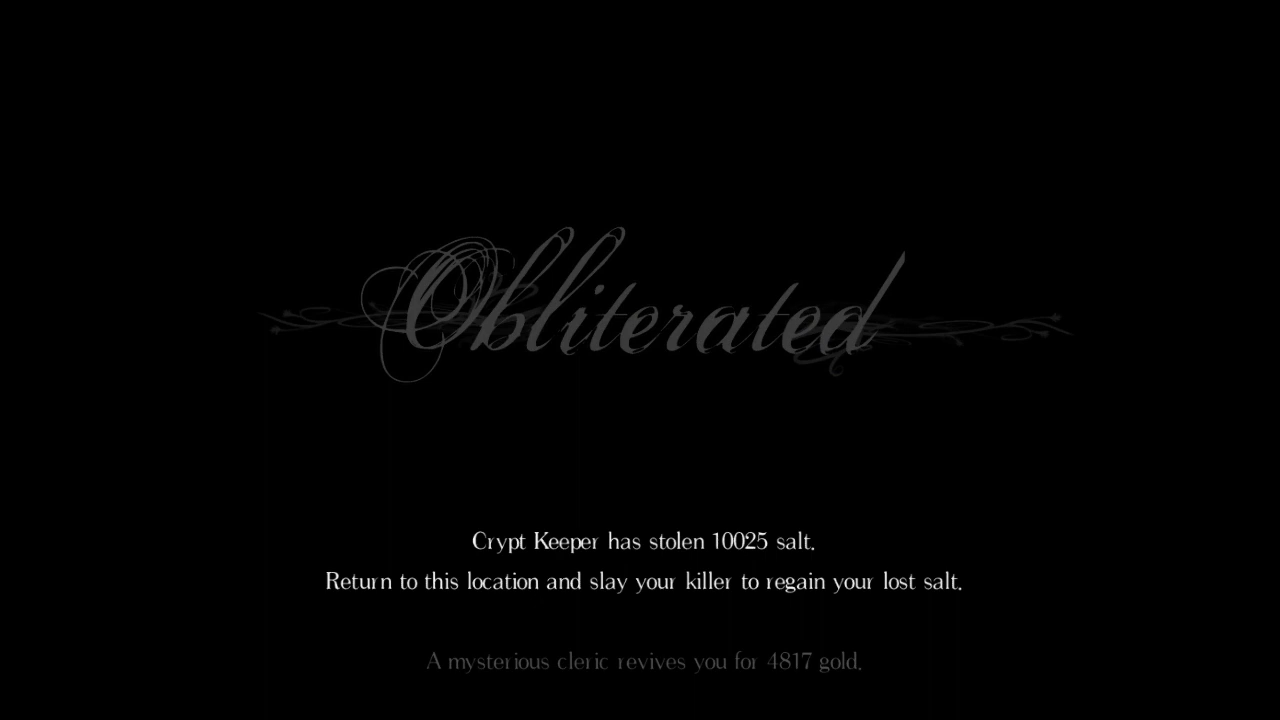 Obliterated
Crypt Keeper has stolen 10025 salt.
Return to this location and slay your killer to regain your lost salt.
A mysterious cleric revives you for 4817 gold.